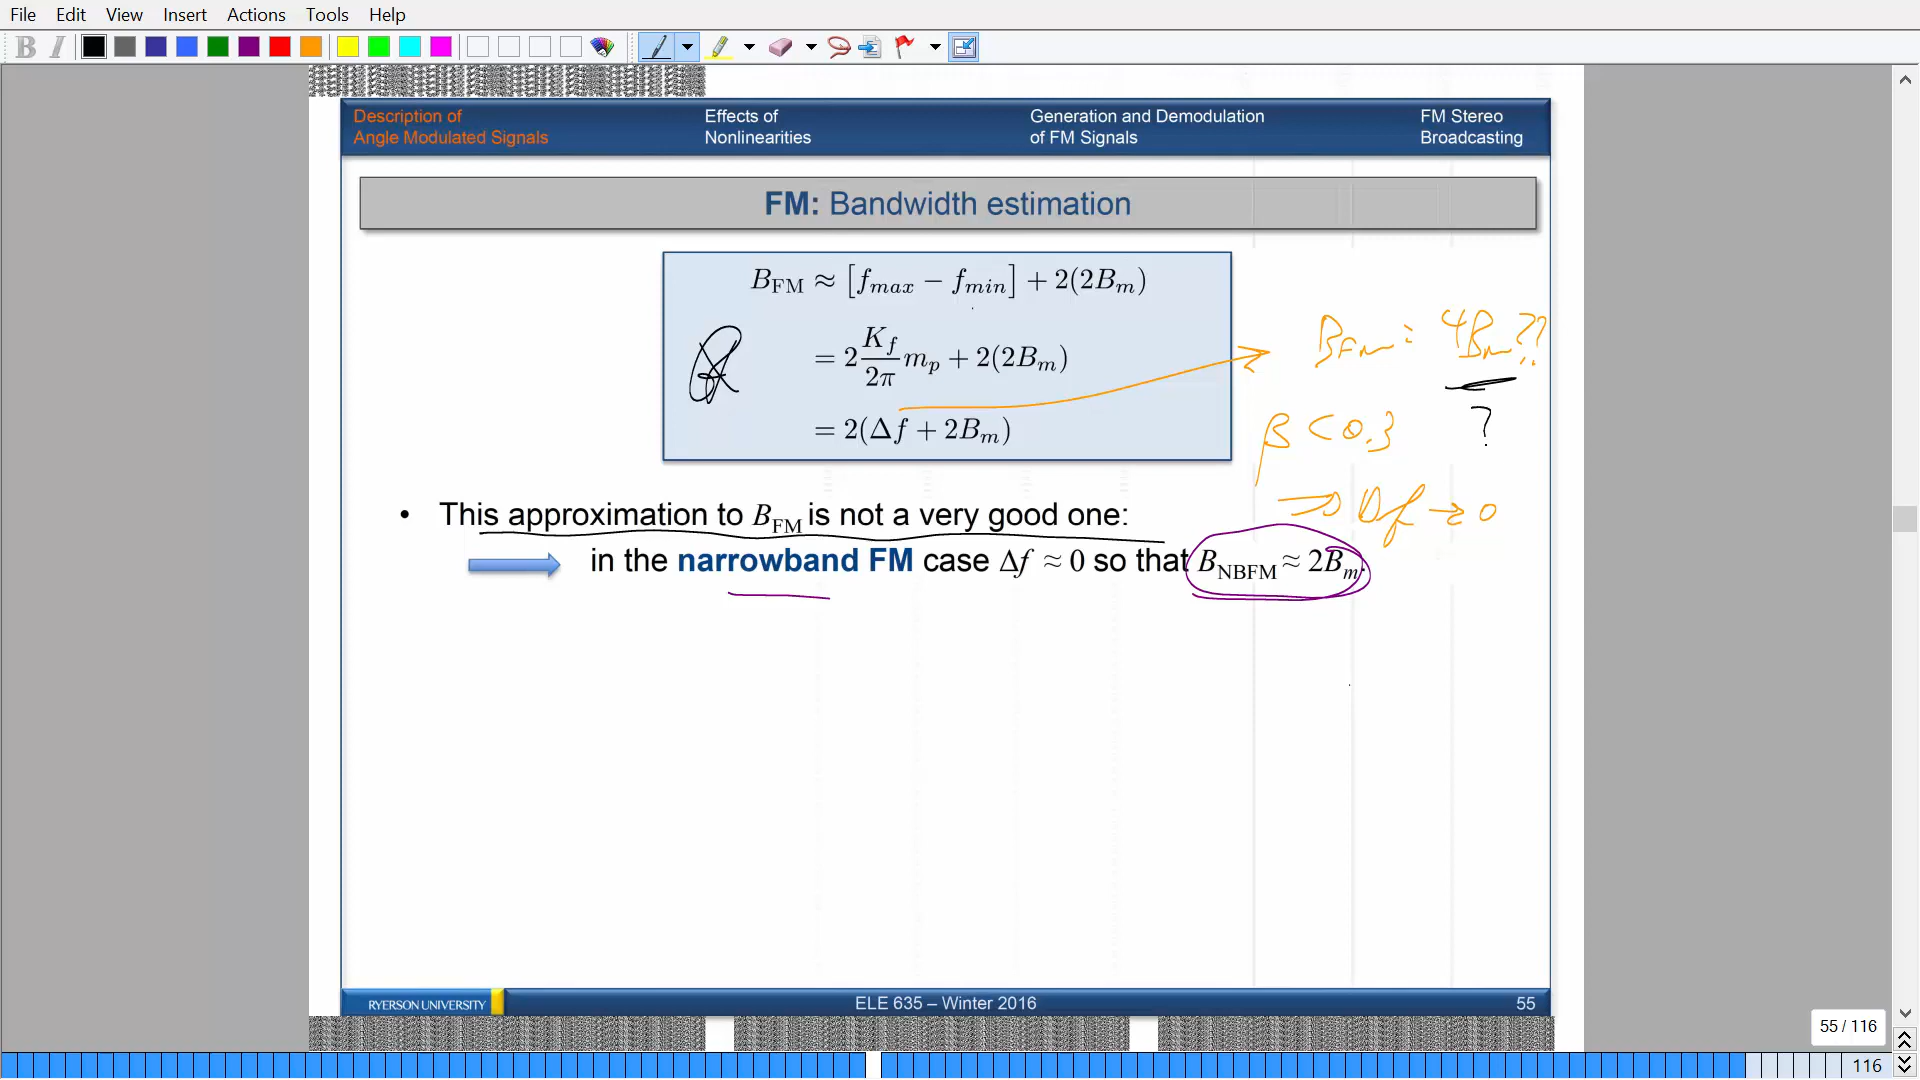 File Edit View Insert Actions Tools Help
B I
Description of
Angle Modulated Signals
Effects of
Nonlinearities
Generation and Demodulation
of FM Signals
FM Stereo
Broadcasting
FM: Bandwidth estimation
B_FM ≈ [f_max − f_min] + 2(2B_m)
= 2 K_f/2π m_p + 2(2B_m)
= 2(Δf + 2B_m)
B_FM = 4B_m ??
?
β < 0.3
→ Δf → 0
• This approximation to B_FM is not a very good one:
in the narrowband FM case Δf ≈ 0 so that B_NBFM ≈ 2B_m.
RYERSON UNIVERSITY
ELE 635 – Winter 2016
55
55 / 116
116